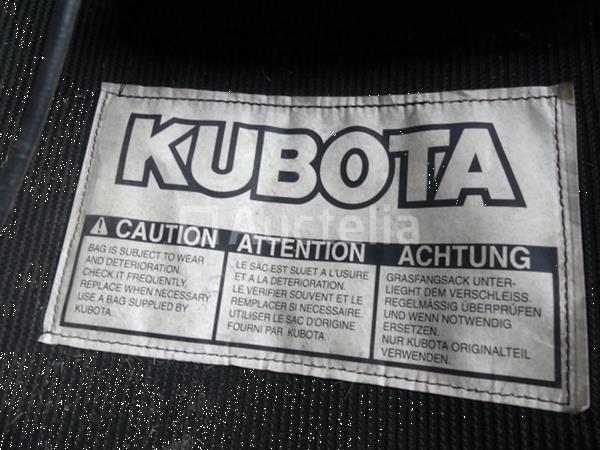 KUBOTA
Auctelia
CAUTION
BAG IS SUBJECT TO WEAR
AND DETERIORATION.
CHECK IT FREQUENTLY,
REPLACE WHEN NECESSARY
USE A BAG SUPPLIED BY
KUBOTA.
ATTENTION
LE SAC EST SUJET A L'USURE
ET A LA DETERIORATION.
LE VERIFIER SOUVENT ET LE
REMPLACER SI NECESSAIRE.
UTILISER LE SAC D'ORIGINE
FOURNI PAR KUBOTA.
ACHTUNG
GRASFANGSACK UNTER-
LIEGHT DEM VERSCHLEISS.
REGELMÄSSIG ÜBERPRÜFEN
UND WENN NOTWENDIG
ERSETZEN.
NUR KUBOTA ORIGINALTEIL
VERWENDEN.